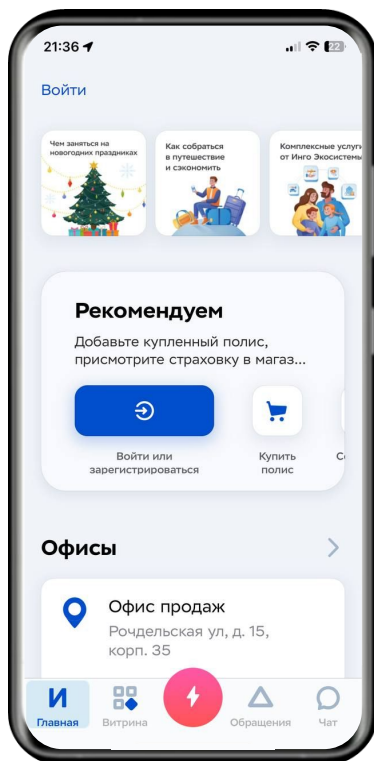 21:36
22
Войти
Чем заняться на
новогодних праздниках
Как собраться
в путешествие
и сэкономить
Комплексные услуги
от Инго Экосистемы
Рекомендуем
Добавьте купленный полис,
присмотрите страховку в магаз...
Войти или
зарегистрироваться
Купить
полис
Офисы
Офис продаж
Рочдельская ул, д. 15,
корп. 35
И
Главная
Витрина
Обращения
Чат